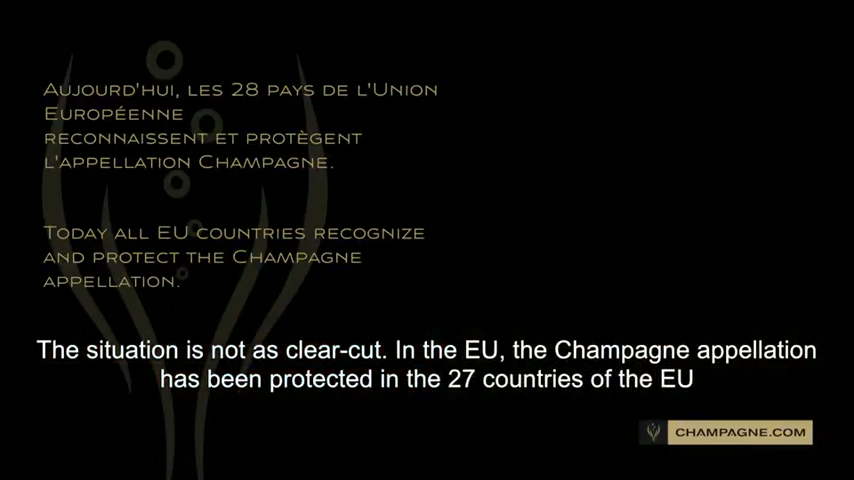 Aujourd'hui, les 28 pays de l'Union
Européenne
reconnaissent et protègent
l'appellation Champagne.
Today all EU countries recognize
and protect the Champagne
appellation.
The situation is not as clear-cut. In the EU, the Champagne appellation
has been protected in the 27 countries of the EU
CHAMPAGNE.COM